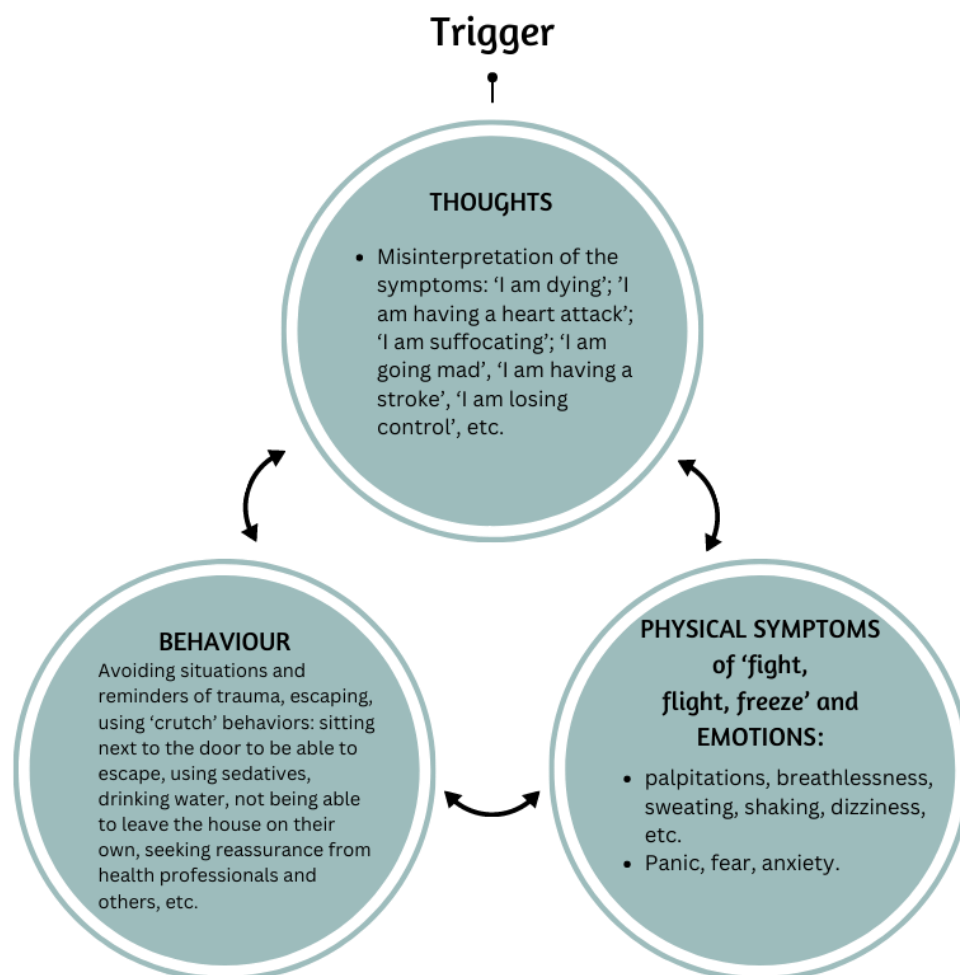 Trigger
THOUGHTS
• Misinterpretation of the
symptoms: ‘I am dying’; ’I
am having a heart attack’;
‘I am suffocating’; ‘I am
going mad’, ‘I am having a
stroke’, ‘I am losing
control’, etc.
BEHAVIOUR
Avoiding situations and
reminders of trauma, escaping,
using ‘crutch’ behaviors: sitting
next to the door to be able to
escape, using sedatives,
drinking water, not being able
to leave the house on their
own, seeking reassurance from
health professionals and
others, etc.
PHYSICAL SYMPTOMS
of ‘fight,
flight, freeze’ and
EMOTIONS:
• palpitations, breathlessness,
sweating, shaking, dizziness,
etc.
• Panic, fear, anxiety.